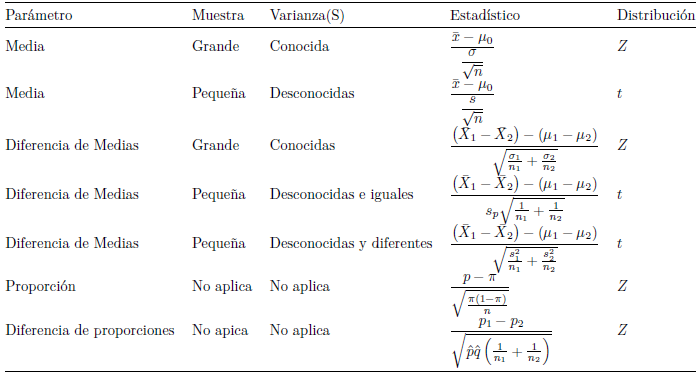 Parámetro Muestra Varianza(S) Estadístico Distribución
Media Grande Conocida $\frac{\bar{x}-\mu_0}{\frac{\sigma}{\sqrt{n}}}$ Z
Media Pequeña Desconocidas $\frac{\bar{x}-\mu_0}{\frac{s}{\sqrt{n}}}$ t
Diferencia de Medias Grande Conocidas $\frac{(\bar{X}_1-\bar{X}_2)-(\mu_1-\mu_2)}{\sqrt{\frac{\sigma_1}{n_1}+\frac{\sigma_2}{n_2}}}$ Z
Diferencia de Medias Pequeña Desconocidas e iguales $\frac{(\bar{X}_1-\bar{X}_2)-(\mu_1-\mu_2)}{s_p\sqrt{\frac{1}{n_1}+\frac{1}{n_2}}}$ t
Diferencia de Medias Pequeña Desconocidas y diferentes $\frac{(\bar{X}_1-\bar{X}_2)-(\mu_1-\mu_2)}{\sqrt{\frac{s_1^2}{n_1}+\frac{s_2^2}{n_2}}}$ t
Proporción No aplica No aplica $\frac{p-\pi}{\sqrt{\frac{\pi(1-\pi)}{n}}}$ Z
Diferencia de proporciones No apica No aplica $\frac{p_1-p_2}{\sqrt{\hat{p}\hat{q}\left(\frac{1}{n_1}+\frac{1}{n_2}\right)}}$ Z